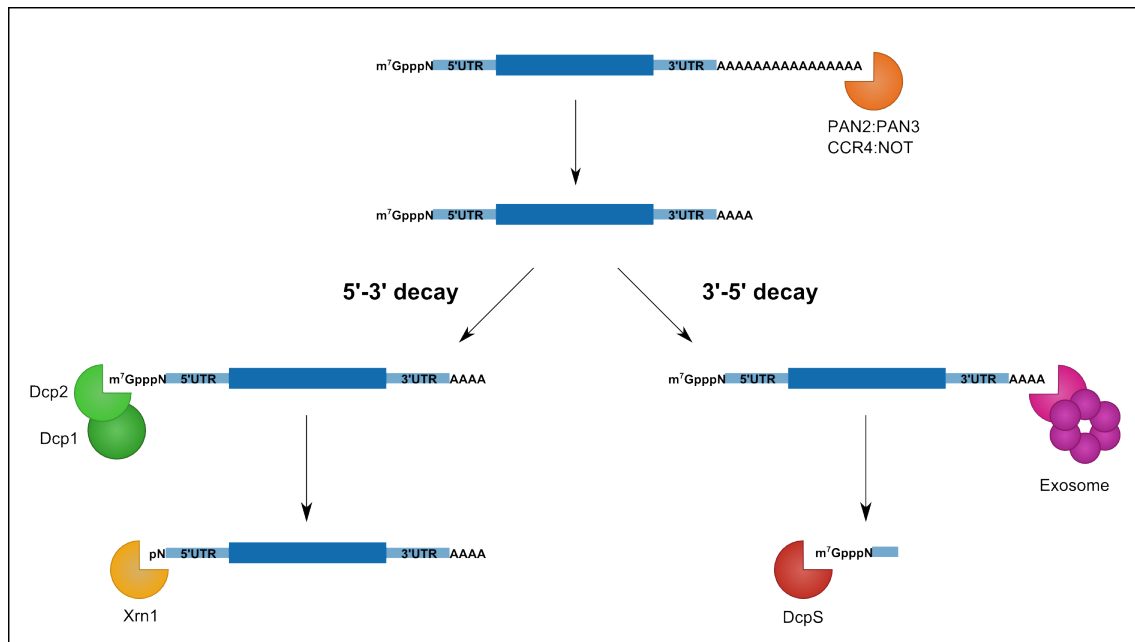 m⁷GpppN 5'UTR 3'UTR AAAAAAAAAAAAAAAA
PAN2:PAN3
CCR4:NOT
m⁷GpppN 5'UTR 3'UTR AAAA
5'-3' decay
3'-5' decay
m⁷GpppN 5'UTR 3'UTR AAAA
Dcp2
Dcp1
m⁷GpppN 5'UTR 3'UTR AAAA
Exosome
pN 5'UTR 3'UTR AAAA
Xrn1
m⁷GpppN
DcpS